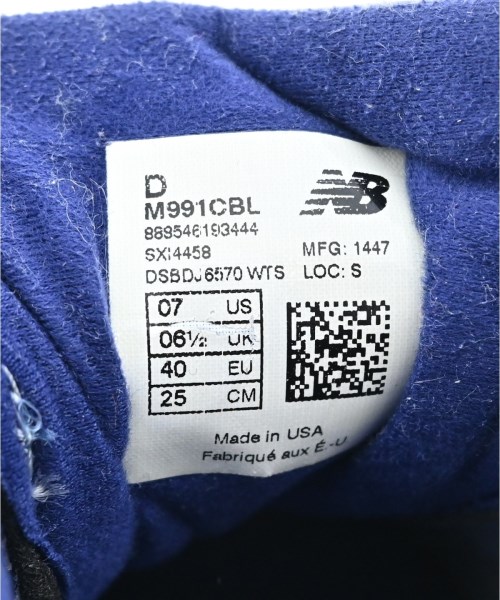 D
M991CBL
NB
889546193444
SX14458
MFG: 1447
DSBDJ6570 WTS
LOC: S
07 US
06½ UK
40 EU
25 CM
Made in USA
Fabriqué aux É.-U